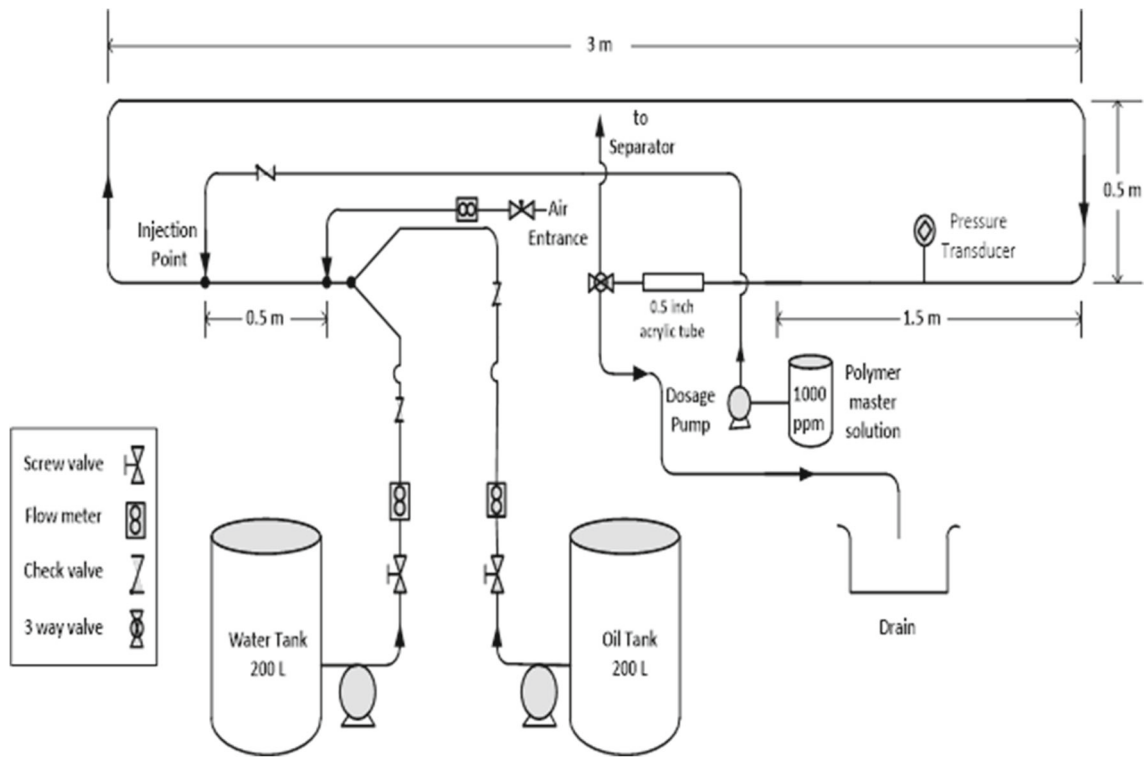 3 m
to
Separator
0.5 m
Air
Entrance
Injection
Point
Pressure
Transducer
0.5 m
0.5 inch
acrylic tube
1.5 m
Dosage
Pump
1000
ppm
Polymer
master
solution
Screw valve
Flow meter
Check valve
3 way valve
Water Tank
200 L
Oil Tank
200 L
Drain